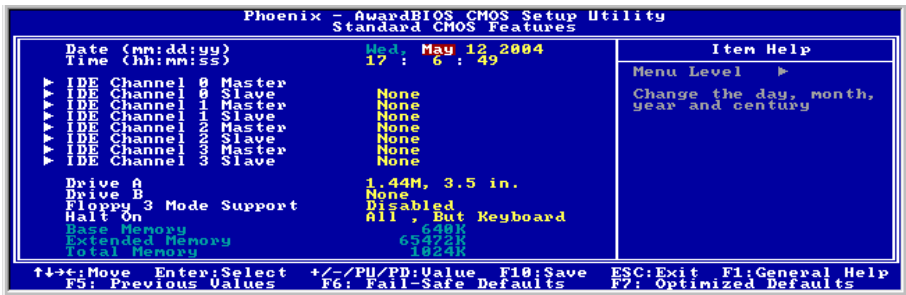 Phoenix - AwardBIOS CMOS Setup Utility
Standard CMOS Features
Date (mm:dd:yy) Wed, May 12 2004
Time (hh:mm:ss) 17 : 6 : 49
IDE Channel 0 Master
IDE Channel 0 Slave None
IDE Channel 1 Master None
IDE Channel 1 Slave None
IDE Channel 2 Master None
IDE Channel 2 Slave None
IDE Channel 3 Master None
IDE Channel 3 Slave None
Drive A 1.44M, 3.5 in.
Drive B None
Floppy 3 Mode Support Disabled
Halt On All , But Keyboard
Base Memory 640K
Extended Memory 65472K
Total Memory 1024K
Item Help
Menu Level ►
Change the day, month,
year and century
↑↓→←:Move Enter:Select +/-/PU/PD:Value F10:Save ESC:Exit F1:General Help
F5: Previous Values F6: Fail-Safe Defaults F7: Optimized Defaults